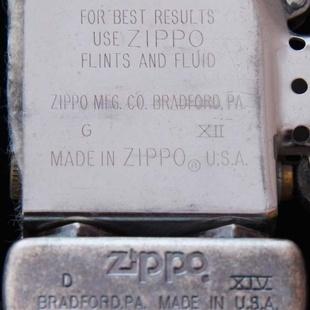 FOR BEST RESULTS
USE ZIPPO
FLINTS AND FLUID
ZIPPO MFG. CO. BRADFORD, PA.
G XII
MADE IN ZIPPO® U.S.A.
zippo®
D XIV
BRADFORD, PA. MADE IN U.S.A.